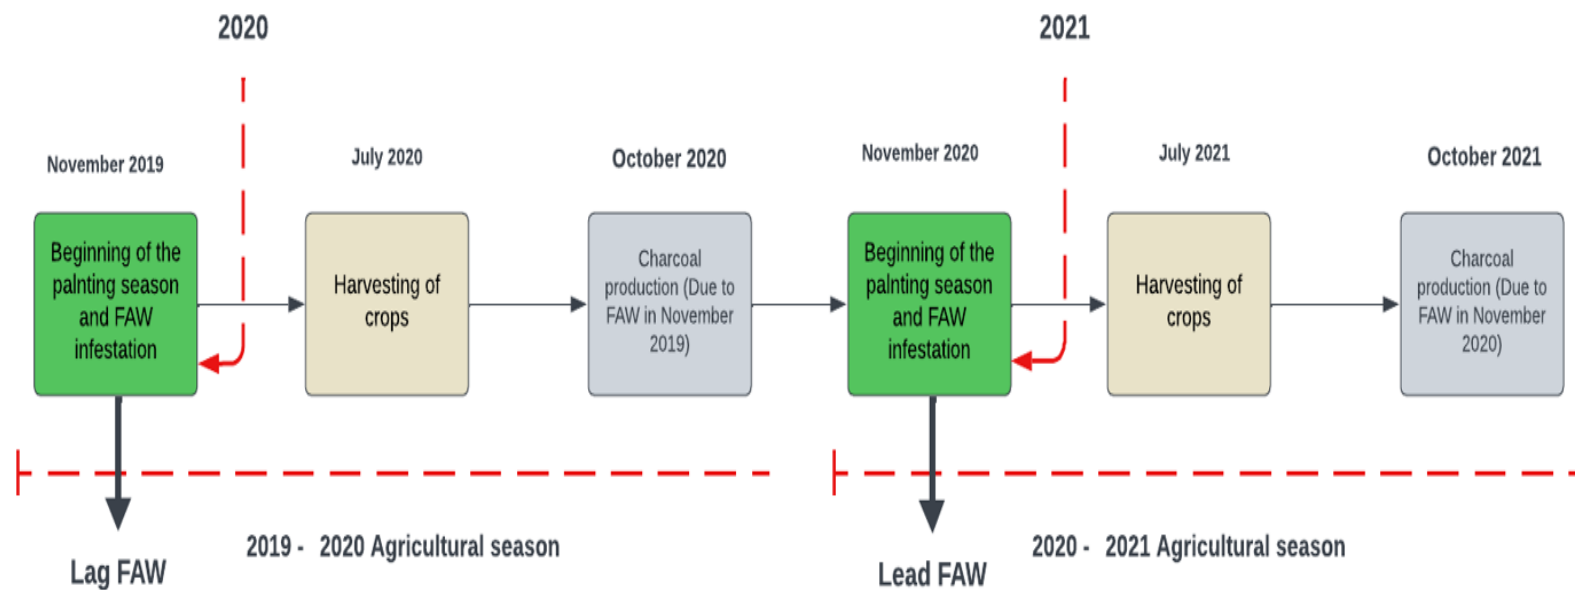 2020
2021
November 2019
July 2020
October 2020
November 2020
July 2021
October 2021
Beginning of the
palnting season
and FAW
infestation
Harvesting of
crops
Charcoal
production (Due to
FAW in November
2019)
Beginning of the
palnting season
and FAW
infestation
Harvesting of
crops
Charcoal
production (Due to
FAW in November
2020)
2019 - 2020 Agricultural season
2020 - 2021 Agricultural season
Lag FAW
Lead FAW